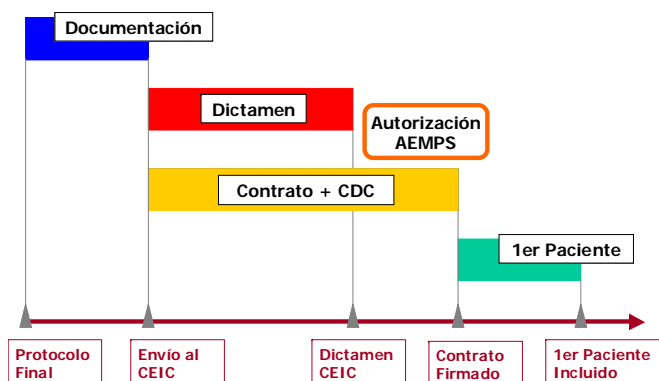 Documentación
Dictamen
Autorización
AEMPS
Contrato + CDC
1er Paciente
Protocolo
Final
Envío al
CEIC
Dictamen
CEIC
Contrato
Firmado
1er Paciente
Incluido